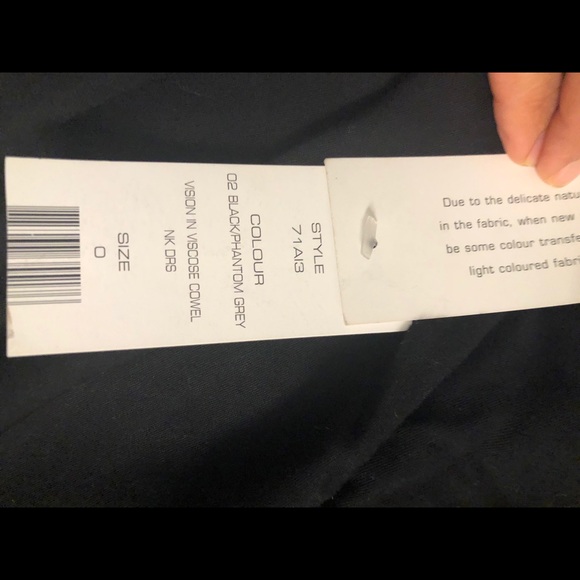 STYLE
71AI3
COLOUR
02 BLACK/PHANTOM GREY
VISION IN VISCOSE COWEL
NK DRS
SIZE
0
Due to the delicate natu
in the fabric, when new
be some colour transfe
light coloured fabri